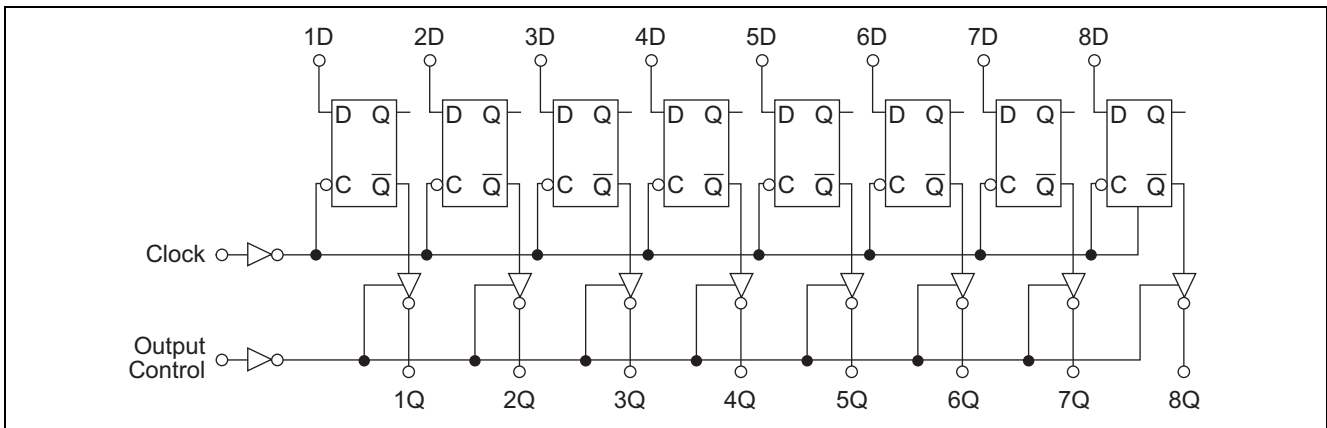 1D 2D 3D 4D 5D 6D 7D 8D
D Q D Q D Q D Q D Q D Q D Q D Q
C Q̅ C Q̅ C Q̅ C Q̅ C Q̅ C Q̅ C Q̅ C Q̅
Clock
Output
Control
1Q 2Q 3Q 4Q 5Q 6Q 7Q 8Q